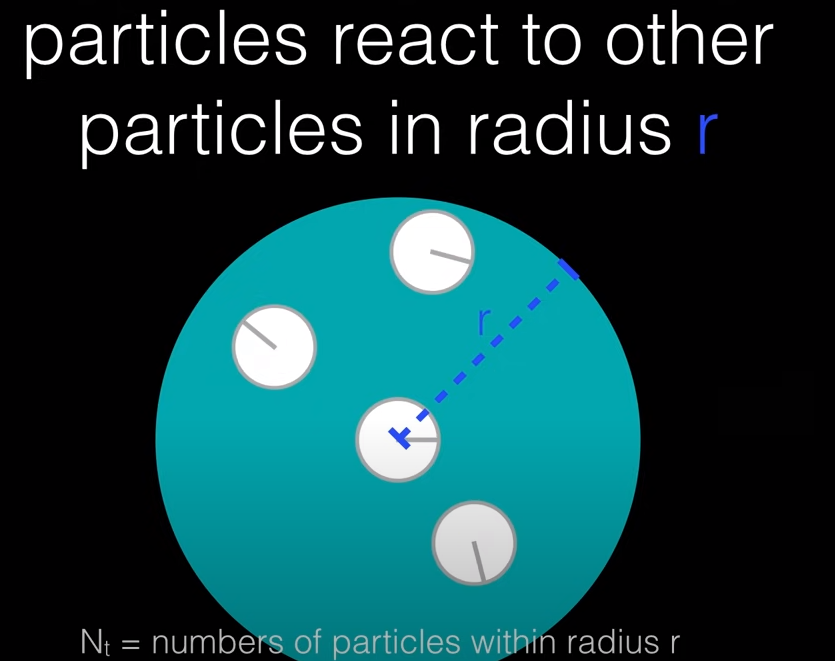 particles react to other
particles in radius r
r
Nt = numbers of particles within radius r